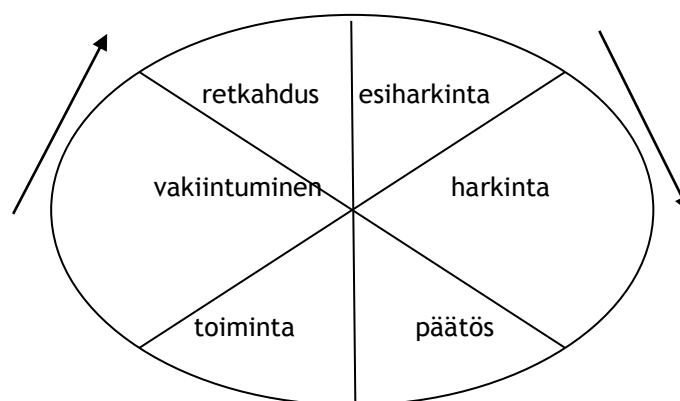 retkahdus
esiharkinta
vakiintuminen
harkinta
toiminta
päätös